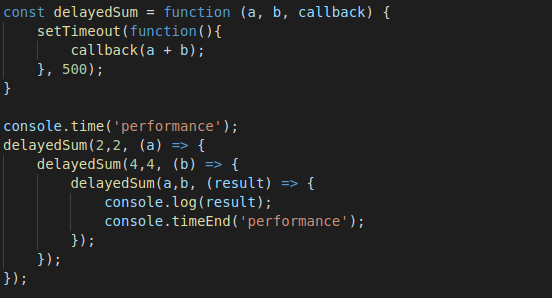 const delayedSum = function (a, b, callback) {
    setTimeout(function(){
        callback(a + b);
    }, 500);
}

console.time('performance');
delayedSum(2,2, (a) => {
    delayedSum(4,4, (b) => {
        delayedSum(a,b, (result) => {
            console.log(result);
            console.timeEnd('performance');
        });
    });
});